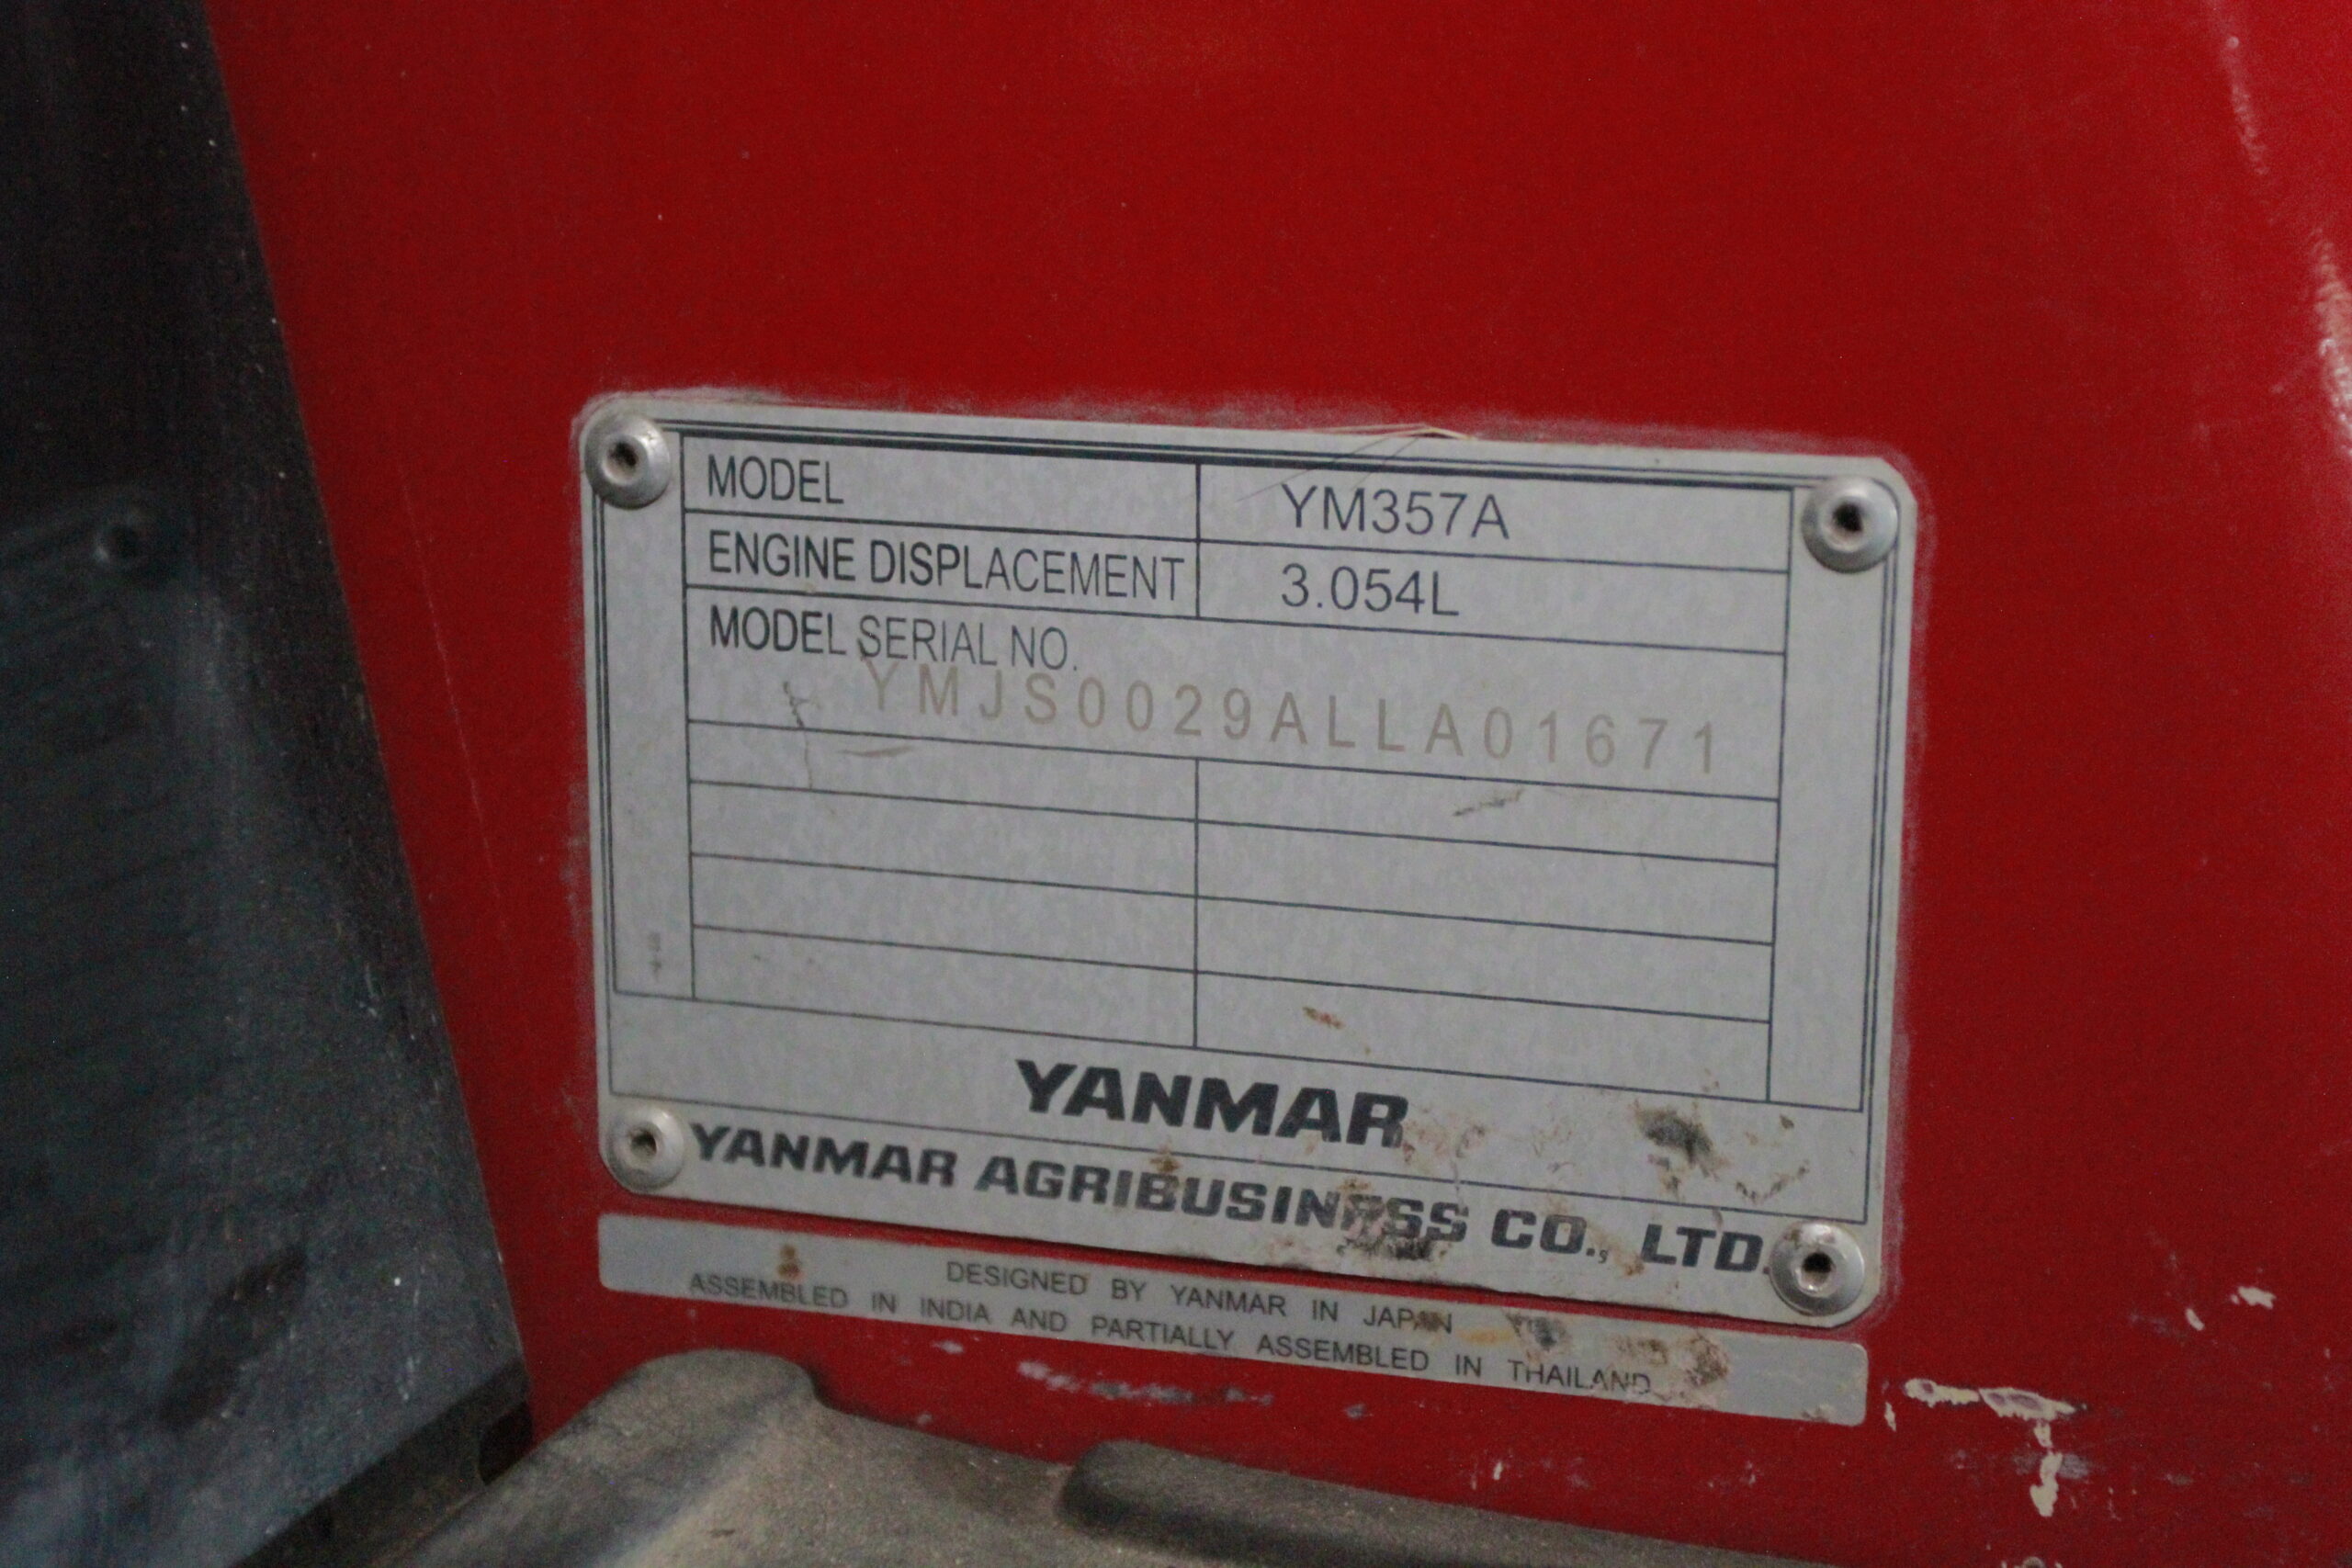 MODEL YM357A
ENGINE DISPLACEMENT 3.054L
MODEL SERIAL NO.
YMJS0029ALLA01671
YANMAR
YANMAR AGRIBUSINESS CO., LTD.
DESIGNED BY YANMAR IN JAPAN
ASSEMBLED IN INDIA AND PARTIALLY ASSEMBLED IN THAILAND